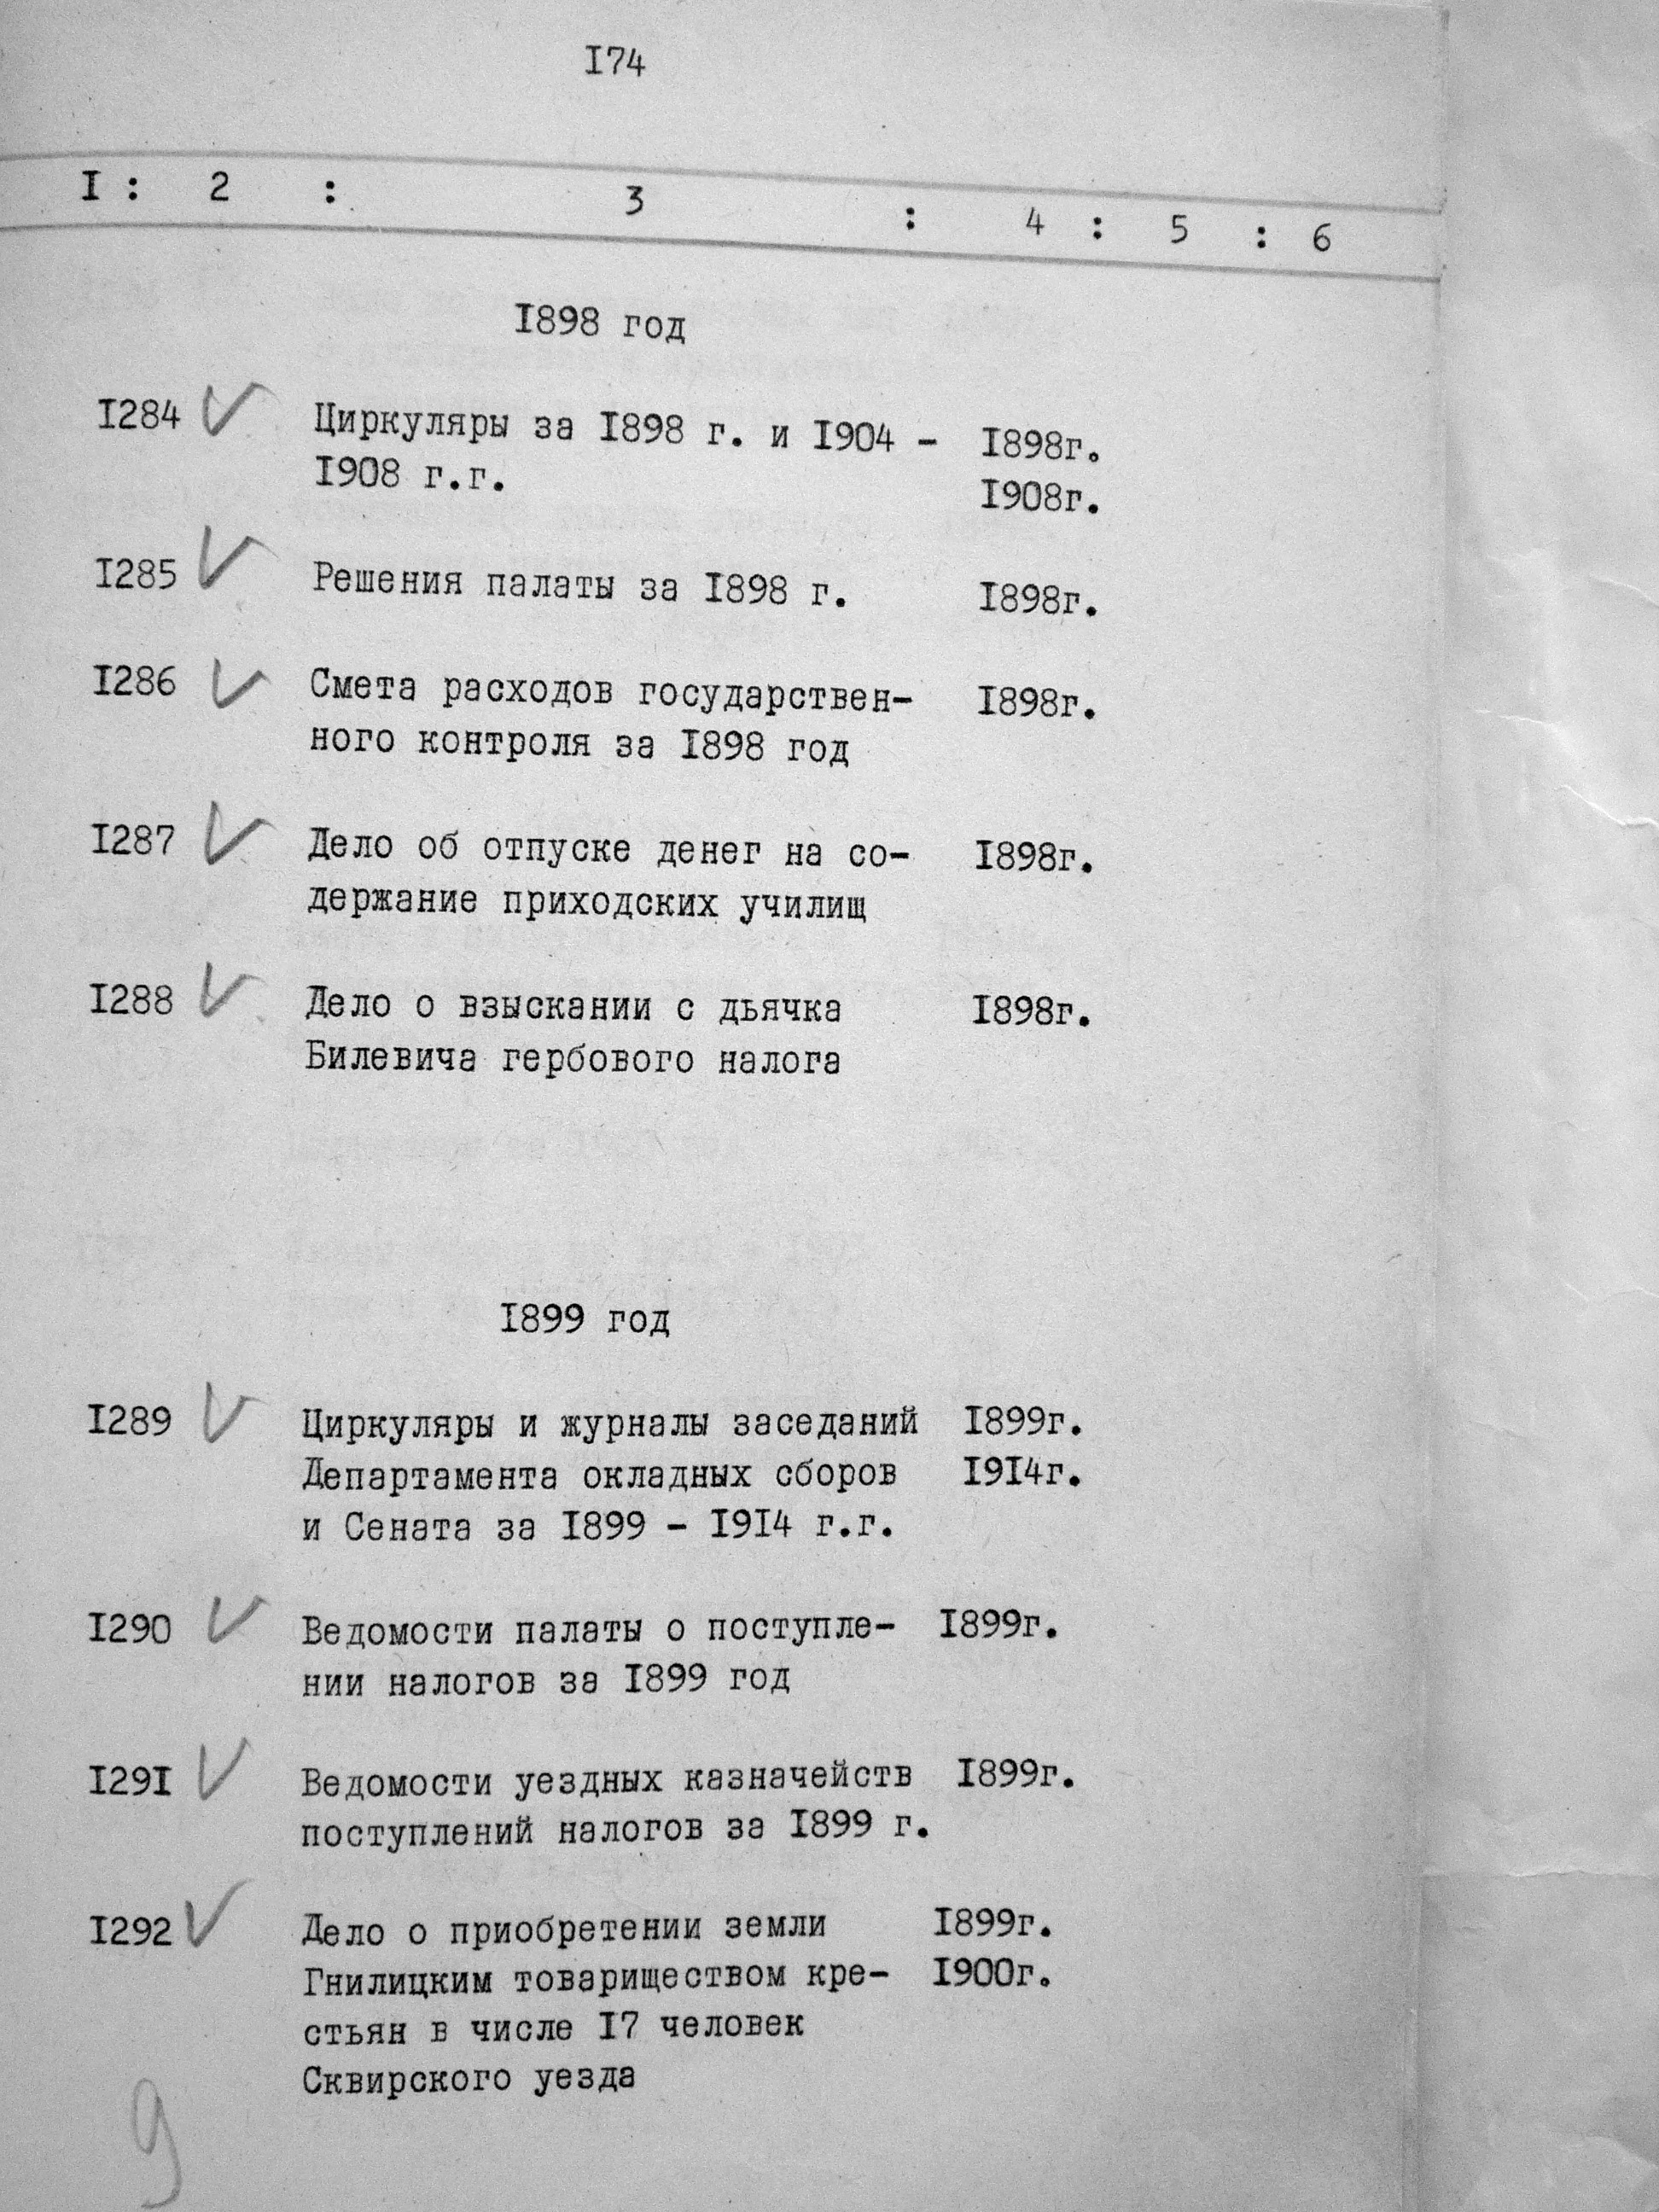 I74
I : 2 : 3 : 4 : 5 : 6
I898 год
I284 Циркуляры за I898 г. и I904 - I898г.
I908 г.г. I908г.
I285 Решения палаты за I898 г. I898г.
I286 Смета расходов государствен- I898г.
ного контроля за I898 год
I287 Дело об отпуске денег на со- I898г.
держание приходских училищ
I288 Дело о взыскании с дьячка I898г.
Билевича гербового налога
I899 год
I289 Циркуляры и журналы заседаний I899г.
Департамента окладных сборов I9I4г.
и Сената за I899 - I9I4 г.г.
I290 Ведомости палаты о поступле- I899г.
нии налогов за I899 год
I29I Ведомости уездных казначейств I899г.
поступлений налогов за I899 г.
I292 Дело о приобретении земли I899г.
Гнилицким товариществом кре- I900г.
стьян в числе I7 человек
Сквирского уезда
9